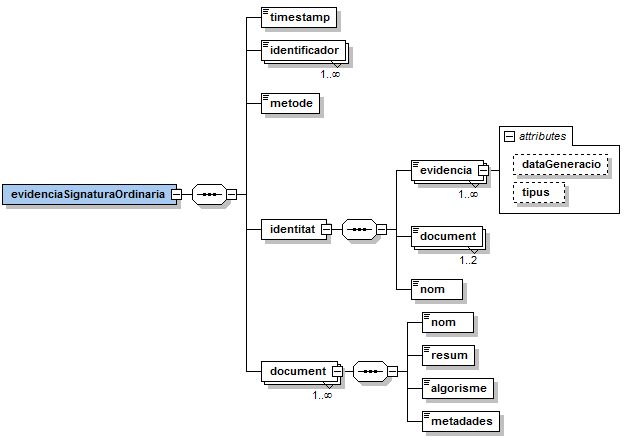 timestamp
identificador
1..∞
metode
evidenciaSignaturaOrdinaria
identitat
evidencia
1..∞
attributes
dataGeneracio
tipus
document
1..2
nom
document
1..∞
nom
resum
algorisme
metadades